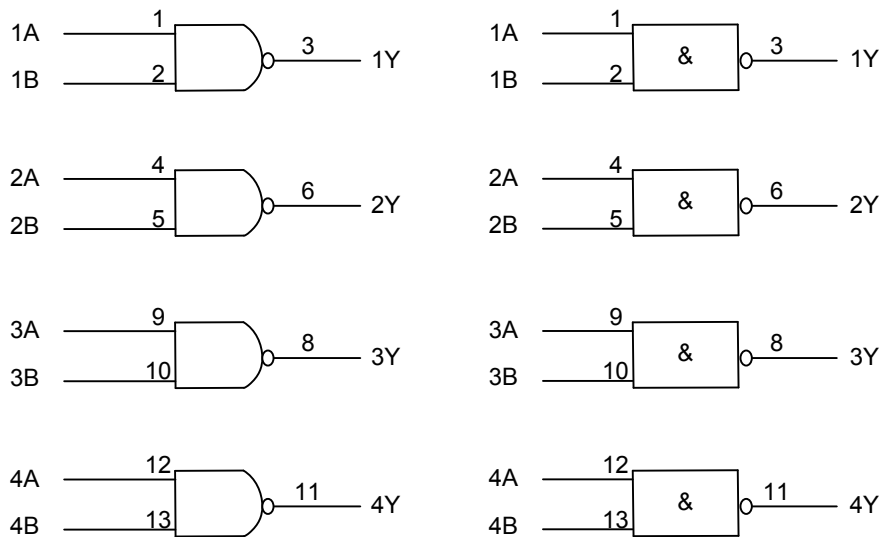 1A 1 3 1Y
1B 2
2A 4 6 2Y
2B 5
3A 9 8 3Y
3B 10
4A 12 11 4Y
4B 13
1A 1 & 3 1Y
1B 2
2A 4 & 6 2Y
2B 5
3A 9 & 8 3Y
3B 10
4A 12 & 11 4Y
4B 13